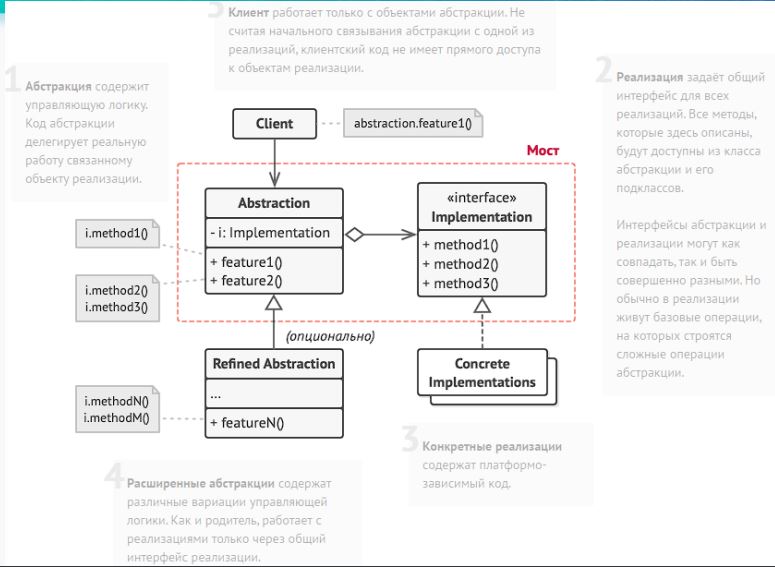 5
Клиент работает только с объектами абстракции. Не
считая начального связывания абстракции с одной из
реализаций, клиентский код не имеет прямого доступа
к объектам реализации.
1
Абстракция содержит
управляющую логику.
Код абстракции
делегирует реальную
работу связанному
объекту реализации.
2
Реализация задаёт общий
интерфейс для всех
реализаций. Все методы,
которые здесь описаны,
будут доступны из класса
абстракции и его
подклассов.
Интерфейсы абстракции и
реализации могут как
совпадать, так и быть
совершенно разными. Но
обычно в реализации
живут базовые операции,
на которых строятся
сложные операции
абстракции.
Client
abstraction.feature1()
Мост
Abstraction
- i: Implementation
+ feature1()
+ feature2()
«interface»
Implementation
+ method1()
+ method2()
+ method3()
i.method1()
i.method2()
i.method3()
(опционально)
Refined Abstraction
...
+ featureN()
Concrete
Implementations
i.methodN()
i.methodM()
3
Конкретные реализации
содержат платформо-
зависимый код.
4
Расширенные абстракции содержат
различные вариации управляющей
логики. Как и родитель, работает с
реализациями только через общий
интерфейс реализации.